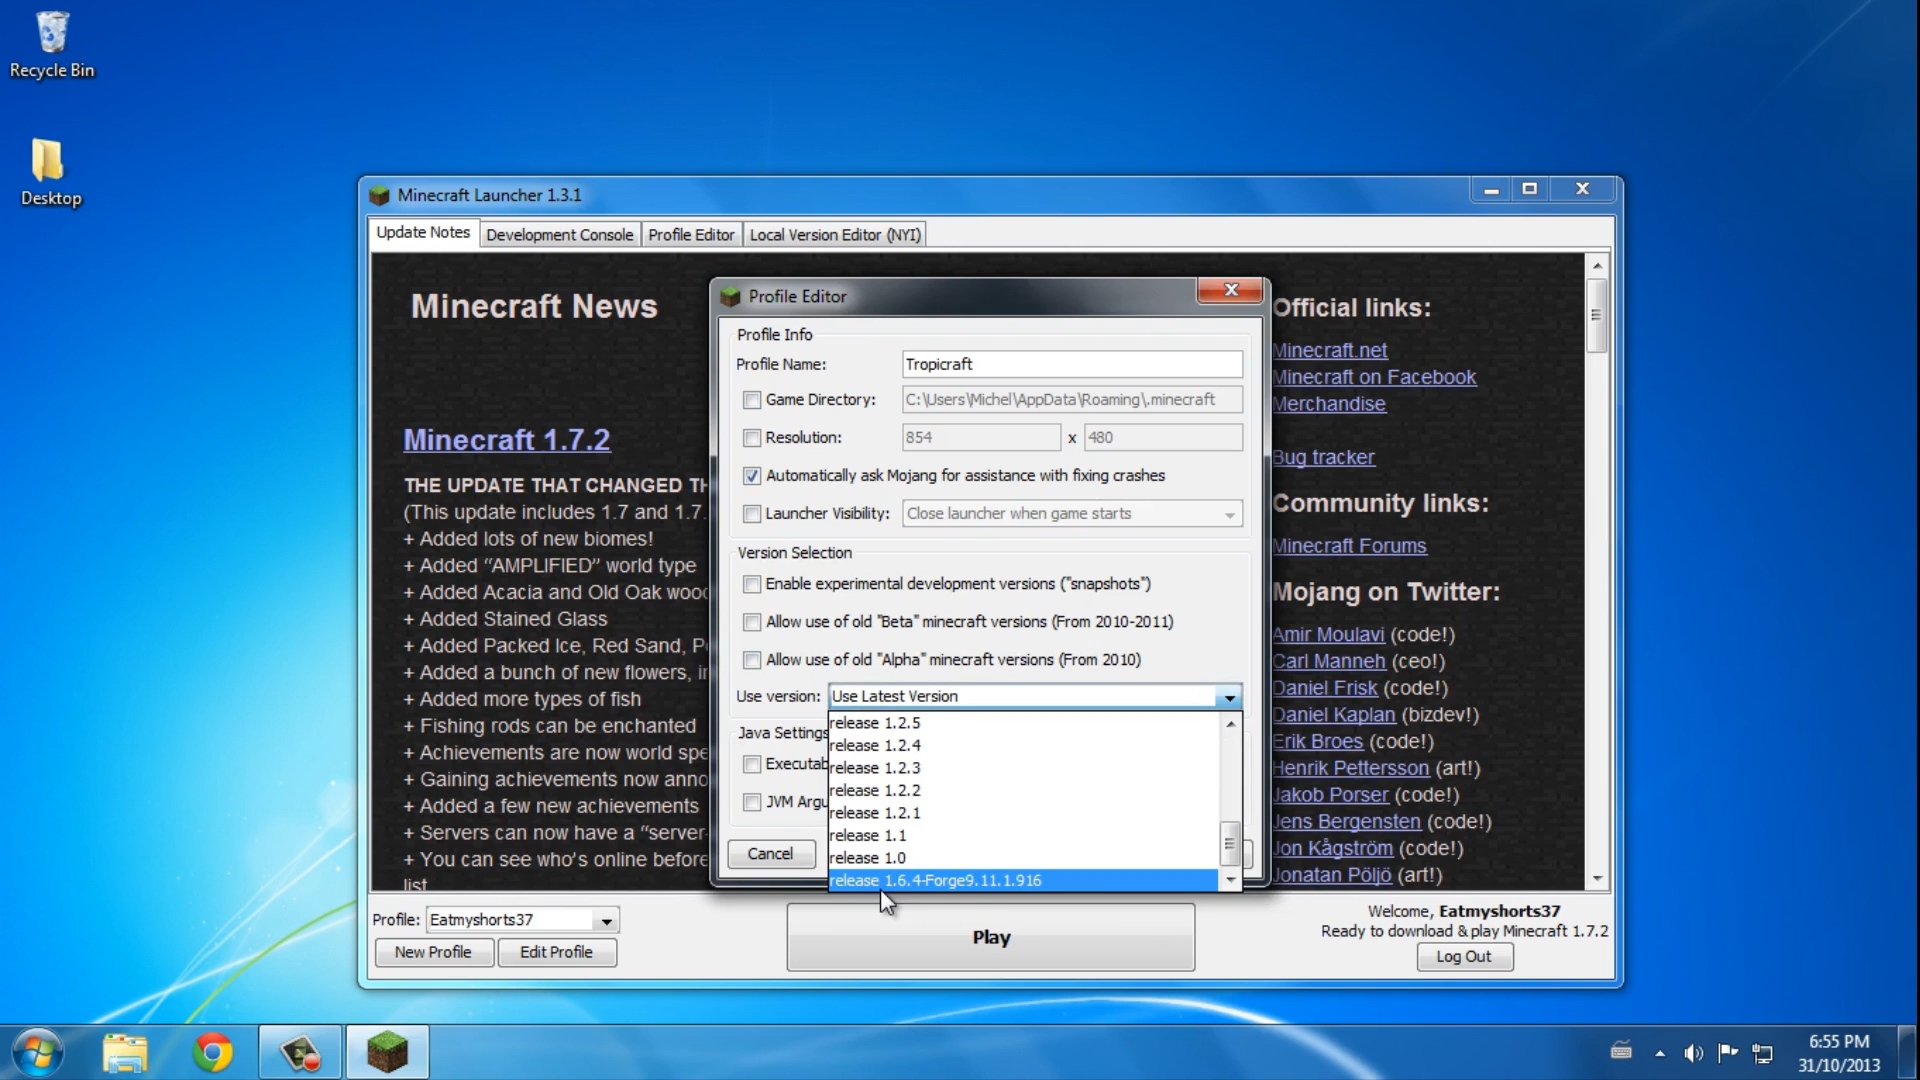 Recycle Bin
Desktop
Minecraft Launcher 1.3.1
Update Notes
Development Console
Profile Editor
Local Version Editor (NYI)
Minecraft News
Minecraft 1.7.2
THE UPDATE THAT CHANGED TH
(This update includes 1.7 and 1.7.
+ Added lots of new biomes!
+ Added “AMPLIFIED” world type
+ Added Acacia and Old Oak wood
+ Added Stained Glass
+ Added Packed Ice, Red Sand, P
+ Added a bunch of new flowers, i
+ Added more types of fish
+ Fishing rods can be enchanted
+ Achievements are now world spe
+ Gaining achievements now anno
+ Added a few new achievements
+ Servers can now have a “server-
+ You can see who's online before
list
Profile Editor
Profile Info
Profile Name:
Tropicraft
Game Directory:
C:\Users\Michel\AppData\Roaming\.minecraft
Resolution:
854
x
480
Automatically ask Mojang for assistance with fixing crashes
Launcher Visibility:
Close launcher when game starts
Version Selection
Enable experimental development versions ("snapshots")
Allow use of old "Beta" minecraft versions (From 2010-2011)
Allow use of old "Alpha" minecraft versions (From 2010)
Use version:
Use Latest Version
release 1.2.5
release 1.2.4
release 1.2.3
release 1.2.2
release 1.2.1
release 1.1
release 1.0
release 1.6.4-Forge9.11.1.916
Java Settings
Executab
JVM Argu
Cancel
Official links:
Minecraft.net
Minecraft on Facebook
Merchandise
Bug tracker
Community links:
Minecraft Forums
Mojang on Twitter:
Amir Moulavi (code!)
Carl Manneh (ceo!)
Daniel Frisk (code!)
Daniel Kaplan (bizdev!)
Erik Broes (code!)
Henrik Pettersson (art!)
Jakob Porser (code!)
Jens Bergensten (code!)
Jon Kågström (code!)
Jonatan Pöljö (art!)
Profile:
Eatmyshorts37
New Profile
Edit Profile
Play
Welcome, Eatmyshorts37
Ready to download & play Minecraft 1.7.2
Log Out
6:55 PM
31/10/2013